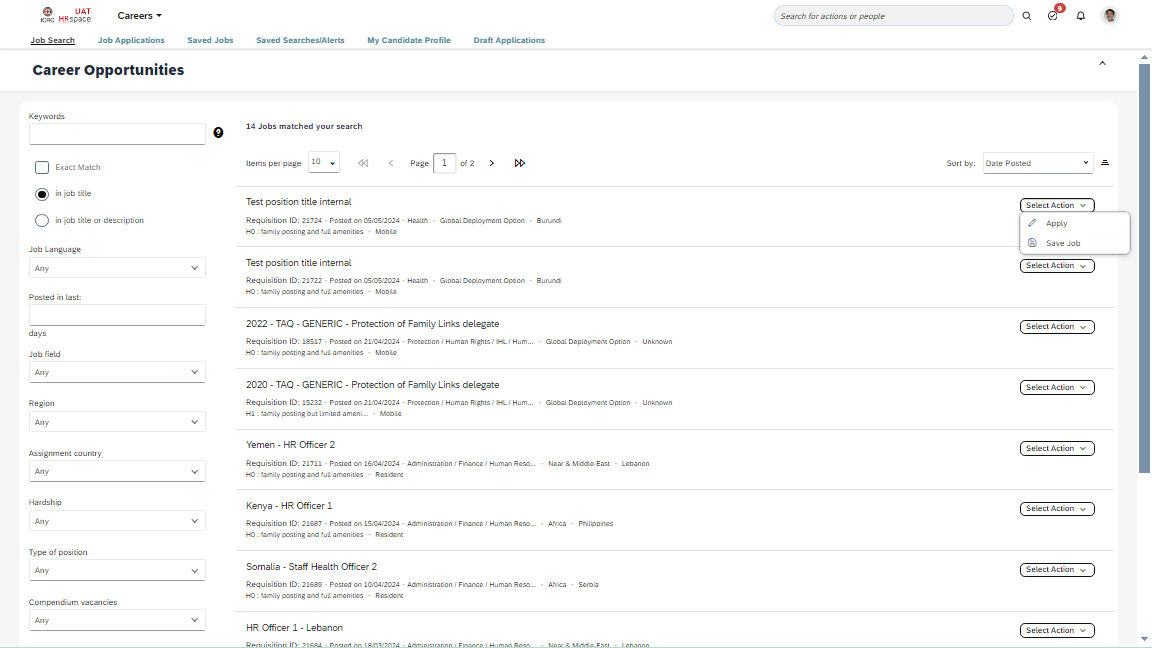 UAT
ICRC HRspace
Careers
Search for actions or people
9
Job Search
Job Applications
Saved Jobs
Saved Searches/Alerts
My Candidate Profile
Draft Applications
Career Opportunities
Keywords
?
Exact Match
in job title
in job title or description
Job Language
Any
Posted in last:
days
Job field
Any
Region
Any
Assignment country
Any
Hardship
Any
Type of position
Any
Compendium vacancies
Any
14 Jobs matched your search
Items per page 10 Page 1 of 2
Sort by: Date Posted
Test position title internal
Requisition ID: 21724 - Posted on 05/05/2024 - Health - Global Deployment Option - Burundi
H0 : family posting and full amenities - Mobile
Select Action
Apply
Save Job
Test position title internal
Requisition ID: 21722 - Posted on 05/05/2024 - Health - Global Deployment Option - Burundi
H0 : family posting and full amenities - Mobile
Select Action
2022 - TAQ - GENERIC - Protection of Family Links delegate
Requisition ID: 18517 - Posted on 21/04/2024 - Protection / Human Rights / IHL / Hum... - Global Deployment Option - Unknown
H0 : family posting and full amenities - Mobile
Select Action
2020 - TAQ - GENERIC - Protection of Family Links delegate
Requisition ID: 15232 - Posted on 21/04/2024 - Protection / Human Rights / IHL / Hum... - Global Deployment Option - Unknown
H1 : family posting but limited ameni... - Mobile
Select Action
Yemen - HR Officer 2
Requisition ID: 21711 - Posted on 16/04/2024 - Administration / Finance / Human Reso... - Near & Middle-East - Lebanon
H0 : family posting and full amenities - Resident
Select Action
Kenya - HR Officer 1
Requisition ID: 21687 - Posted on 15/04/2024 - Administration / Finance / Human Reso... - Africa - Philippines
H0 : family posting and full amenities - Resident
Select Action
Somalia - Staff Health Officer 2
Requisition ID: 21689 - Posted on 10/04/2024 - Administration / Finance / Human Reso... - Africa - Serbia
H0 : family posting and full amenities - Resident
Select Action
HR Officer 1 - Lebanon
Requisition ID: 21684 - Posted on 18/03/2024 - Administration / Finance / Human Reso... - Near & Middle-East - Lebanon
Select Action